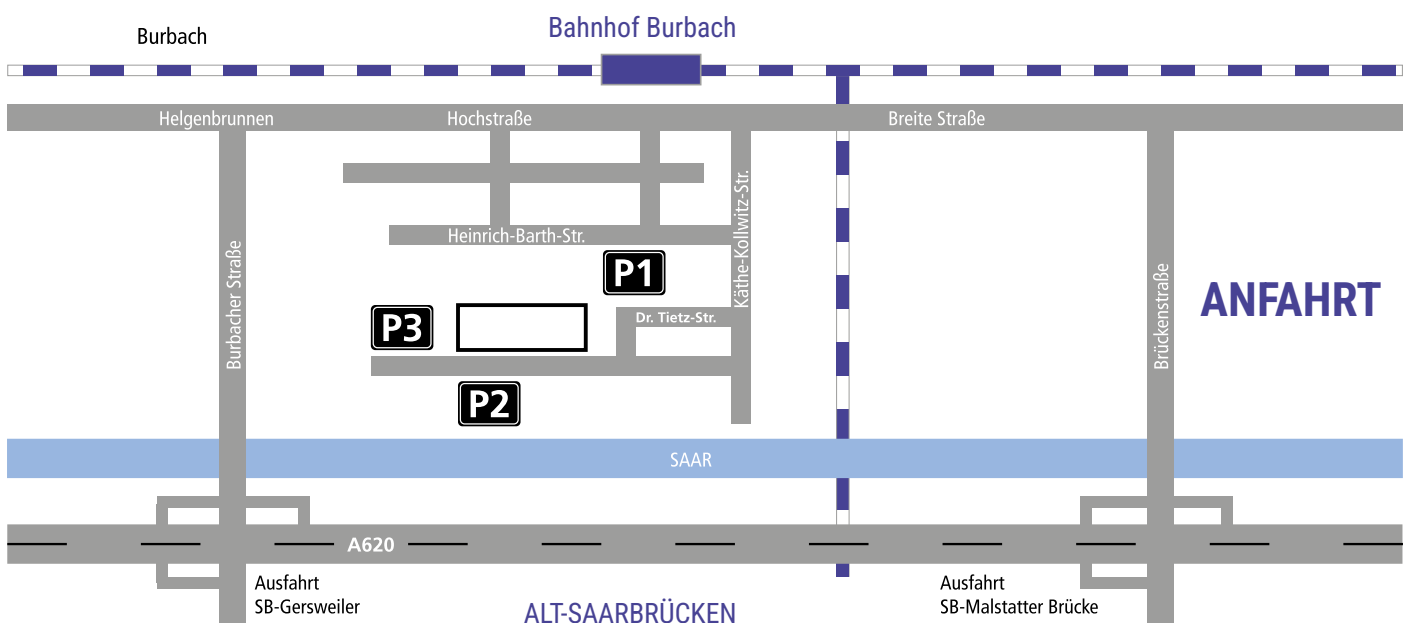 Bahnhof Burbach
Burbach
Helgenbrunnen
Hochstraße
Breite Straße
Käthe-Kollwitz-Str.
Heinrich-Barth-Str.
Burbacher Straße
P1
Brückenstraße
ANFAHRT
P3
Dr. Tietz-Str.
P2
SAAR
A620
Ausfahrt
SB-Gersweiler
Ausfahrt
SB-Malstatter Brücke
ALT-SAARBRÜCKEN